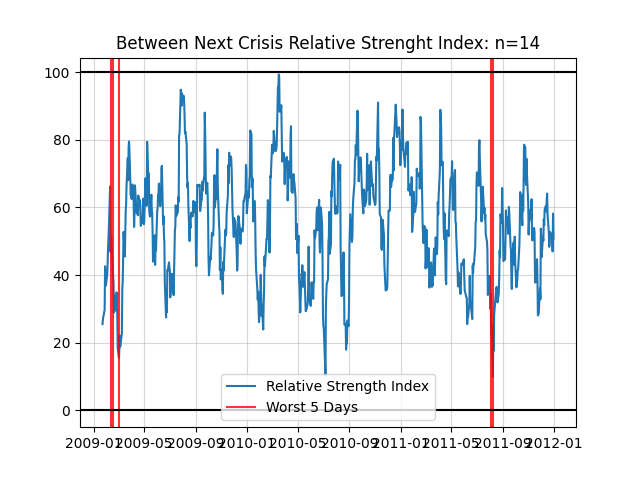 Between Next Crisis Relative Strenght Index: n=14
100
80
60
40
20
0
Relative Strength Index
Worst 5 Days
2009-01 2009-05 2009-09 2010-01 2010-05 2010-09 2011-01 2011-05 2011-09 2012-01